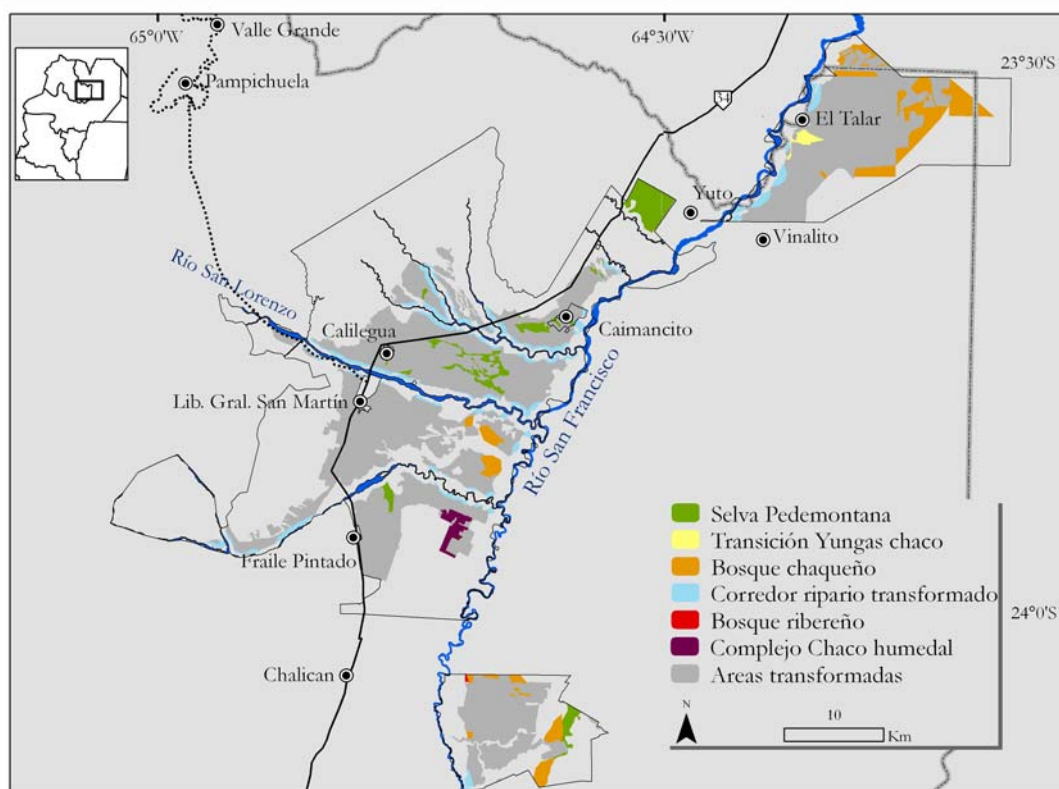 65°0'W
64°30'W
Valle Grande
Pampichuela
34
23°30'S
El Talar
Yuto
Vinalito
Río San Lorenzo
Caimancito
Calilegua
Lib. Gral. San Martín
Río San Francisco
Fraile Pintado
Chalican
Selva Pedemontana
Transición Yungas chaco
Bosque chaqueño
Corredor ripario transformado
Bosque ribereño
Complejo Chaco humedal
Areas transformadas
24°0'S
N
10
Km